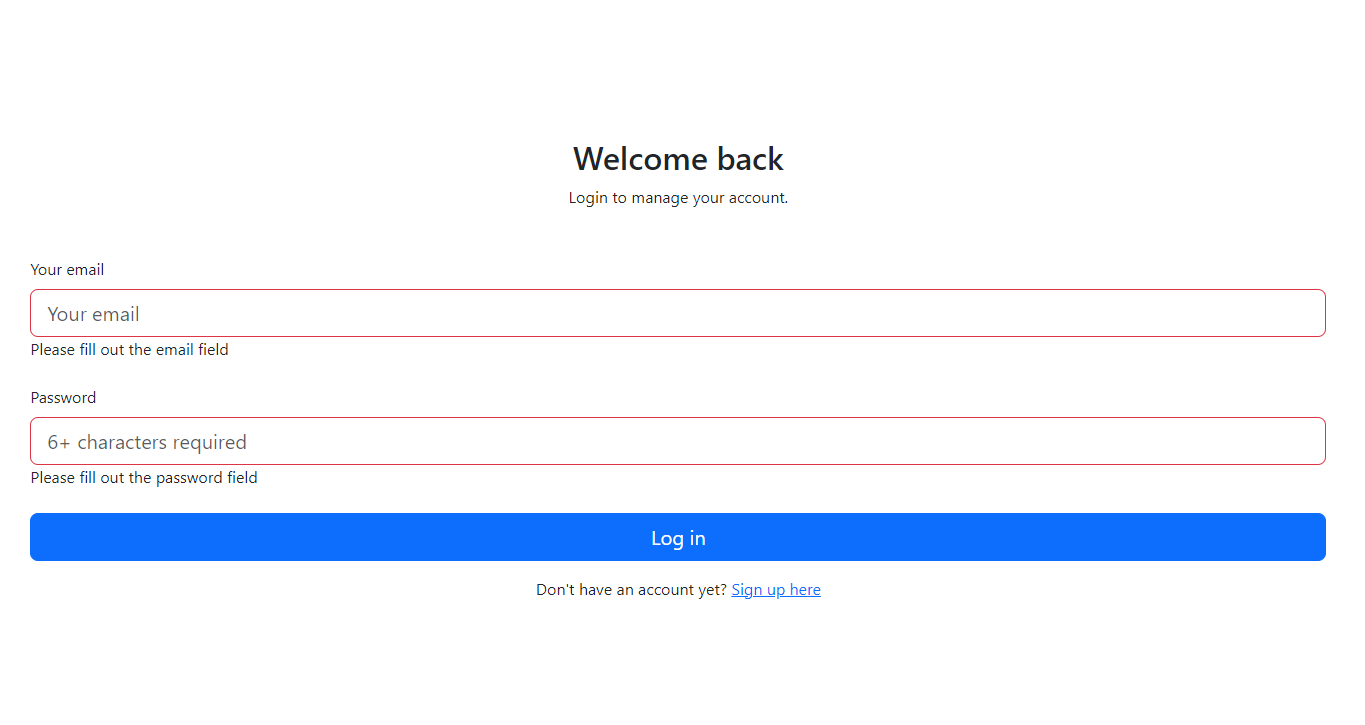 Welcome back
Login to manage your account.
Your email
Your email
Please fill out the email field
Password
6+ characters required
Please fill out the password field
Log in
Don't have an account yet? Sign up here